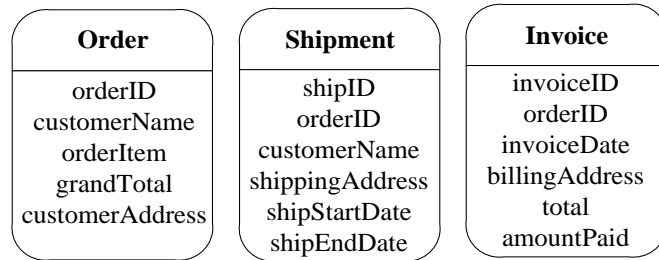 Order
orderID
customerName
orderItem
grandTotal
customerAddress
Shipment
shipID
orderID
customerName
shippingAddress
shipStartDate
shipEndDate
Invoice
invoiceID
orderID
invoiceDate
billingAddress
total
amountPaid